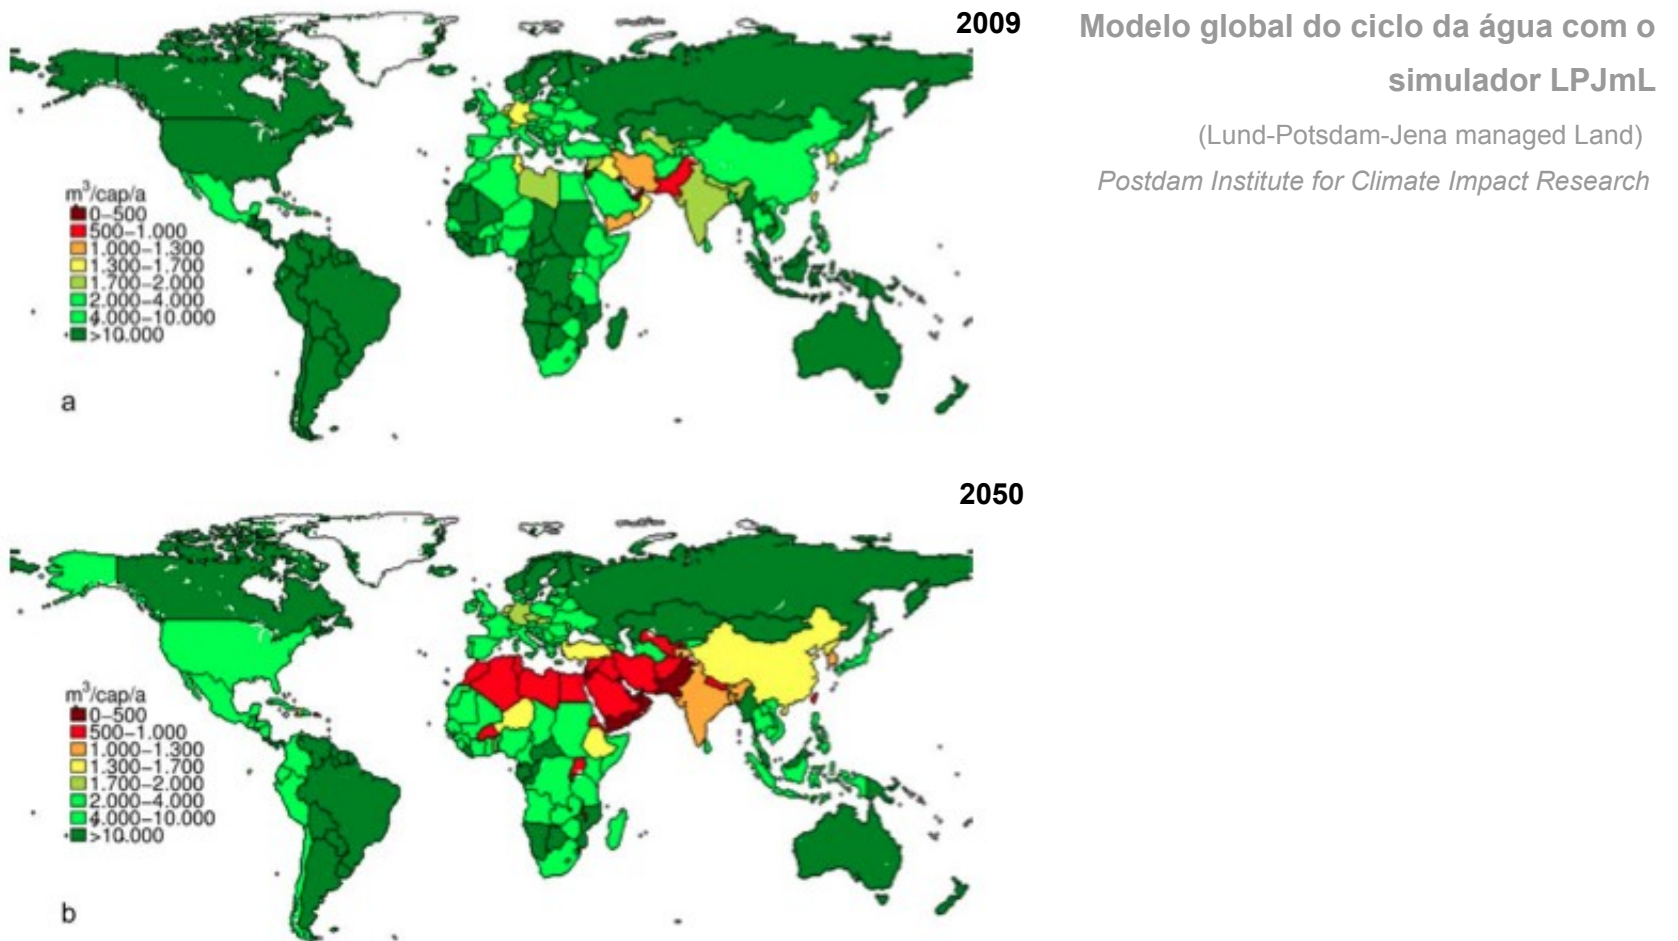 2009
Modelo global do ciclo da água com o
simulador LPJmL
(Lund-Potsdam-Jena managed Land)
Postdam Institute for Climate Impact Research
m³/cap/a
0–500
500–1.000
1.000–1.300
1.300–1.700
1.700–2.000
2.000–4.000
4.000–10.000
>10.000
a
2050
m³/cap/a
0–500
500–1.000
1.000–1.300
1.300–1.700
1.700–2.000
2.000–4.000
4.000–10.000
>10.000
b